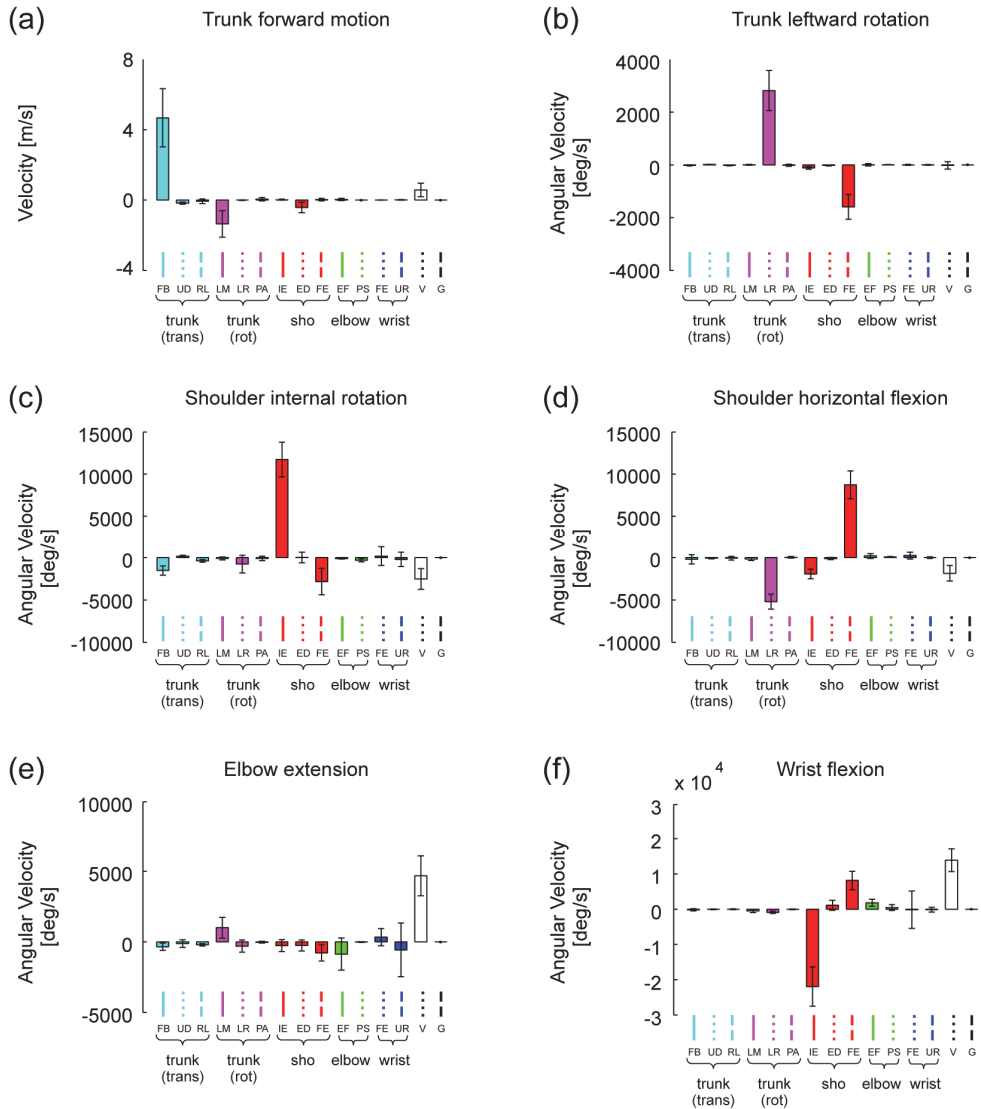 (a) Trunk forward motion
Velocity [m/s]
8
4
0
-4
FB UD RL LM LR PA IE ED FE EF PS FE UR V G
trunk (trans) trunk (rot) sho elbow wrist
(b) Trunk leftward rotation
Angular Velocity [deg/s]
4000
2000
0
-2000
-4000
FB UD RL LM LR PA IE ED FE EF PS FE UR V G
trunk (trans) trunk (rot) sho elbow wrist
(c) Shoulder internal rotation
Angular Velocity [deg/s]
15000
10000
5000
0
-5000
-10000
FB UD RL LM LR PA IE ED FE EF PS FE UR V G
trunk (trans) trunk (rot) sho elbow wrist
(d) Shoulder horizontal flexion
Angular Velocity [deg/s]
15000
10000
5000
0
-5000
-10000
FB UD RL LM LR PA IE ED FE EF PS FE UR V G
trunk (trans) trunk (rot) sho elbow wrist
(e) Elbow extension
Angular Velocity [deg/s]
10000
5000
0
-5000
FB UD RL LM LR PA IE ED FE EF PS FE UR V G
trunk (trans) trunk (rot) sho elbow wrist
(f) Wrist flexion
x 10 4
Angular Velocity [deg/s]
3
2
1
0
-1
-2
-3
FB UD RL LM LR PA IE ED FE EF PS FE UR V G
trunk (trans) trunk (rot) sho elbow wrist